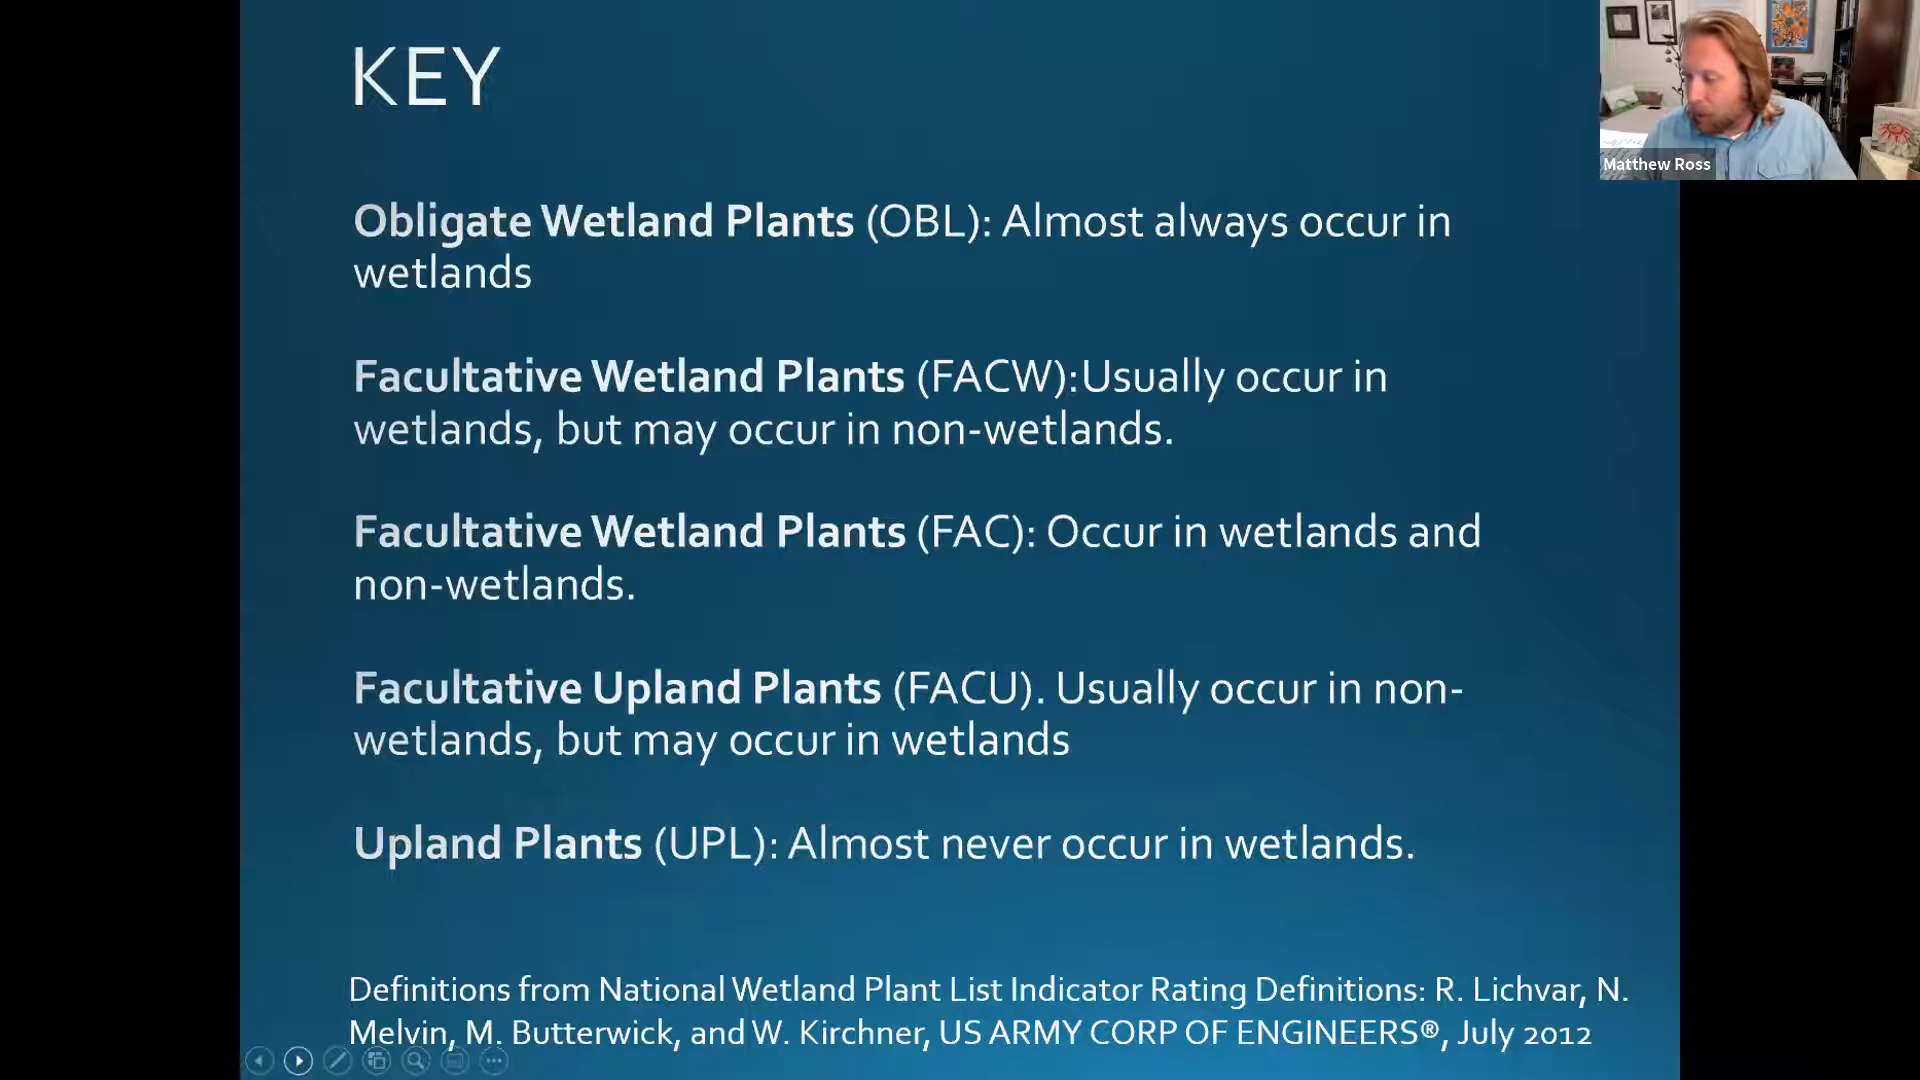 KEY
Matthew Ross
Obligate Wetland Plants (OBL): Almost always occur in
wetlands
Facultative Wetland Plants (FACW):Usually occur in
wetlands, but may occur in non-wetlands.
Facultative Wetland Plants (FAC): Occur in wetlands and
non-wetlands.
Facultative Upland Plants (FACU). Usually occur in non-
wetlands, but may occur in wetlands
Upland Plants (UPL): Almost never occur in wetlands.
Definitions from National Wetland Plant List Indicator Rating Definitions: R. Lichvar, N.
Melvin, M. Butterwick, and W. Kirchner, US ARMY CORP OF ENGINEERS®, July 2012